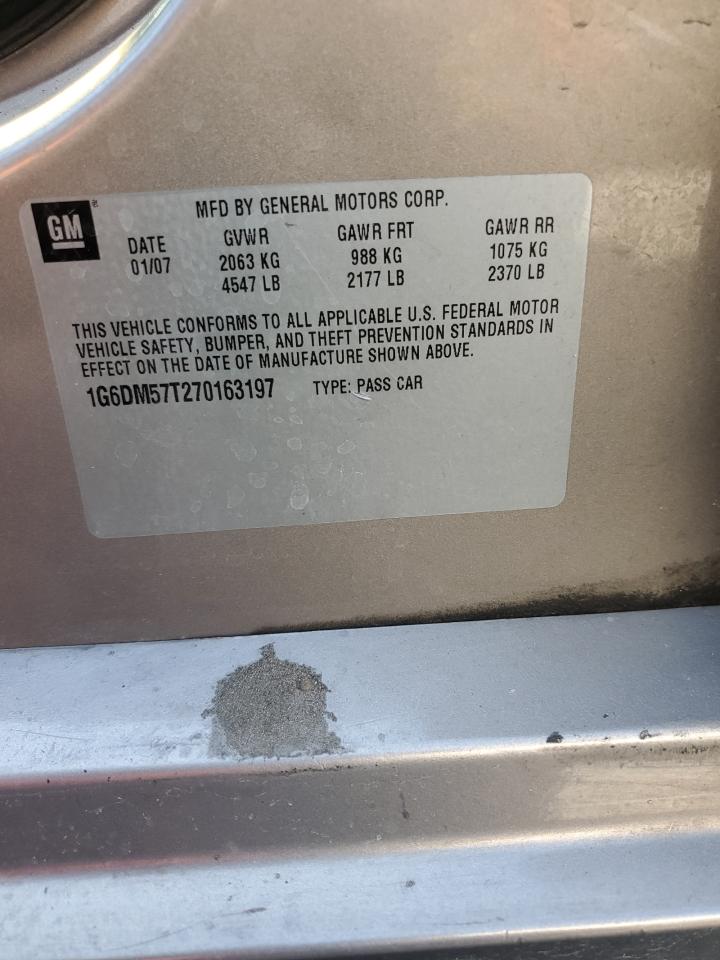 MFD BY GENERAL MOTORS CORP.
GM
DATE GVWR GAWR FRT GAWR RR
01/07 2063 KG 988 KG 1075 KG
4547 LB 2177 LB 2370 LB
THIS VEHICLE CONFORMS TO ALL APPLICABLE U.S. FEDERAL MOTOR
VEHICLE SAFETY, BUMPER, AND THEFT PREVENTION STANDARDS IN
EFFECT ON THE DATE OF MANUFACTURE SHOWN ABOVE.
1G6DM57T270163197 TYPE: PASS CAR